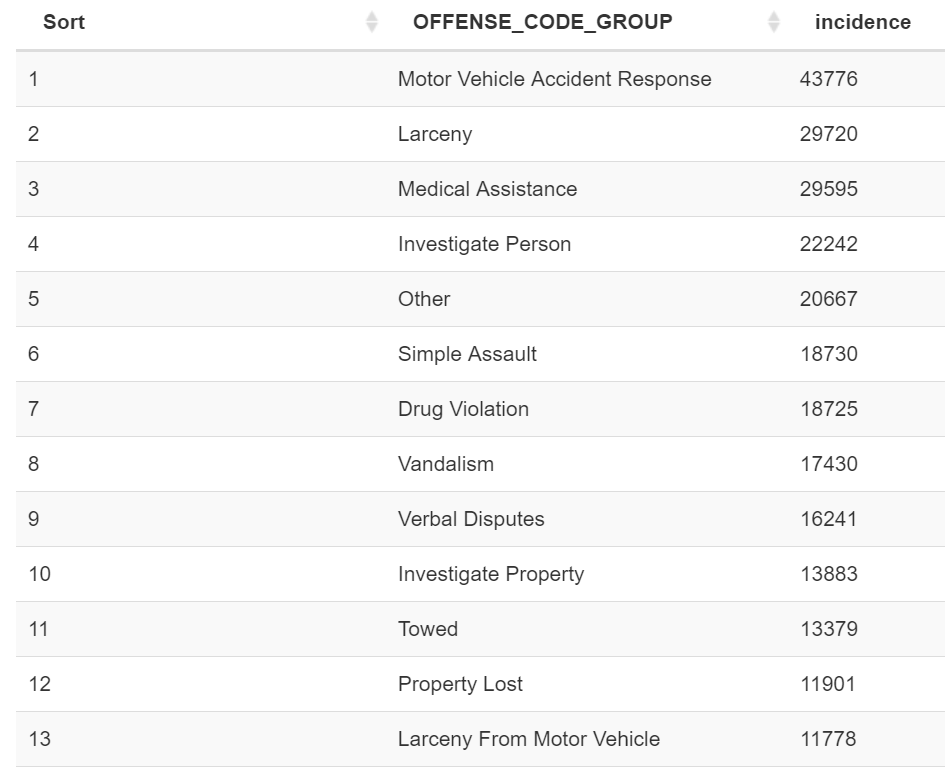 Sort OFFENSE_CODE_GROUP incidence
1 Motor Vehicle Accident Response 43776
2 Larceny 29720
3 Medical Assistance 29595
4 Investigate Person 22242
5 Other 20667
6 Simple Assault 18730
7 Drug Violation 18725
8 Vandalism 17430
9 Verbal Disputes 16241
10 Investigate Property 13883
11 Towed 13379
12 Property Lost 11901
13 Larceny From Motor Vehicle 11778